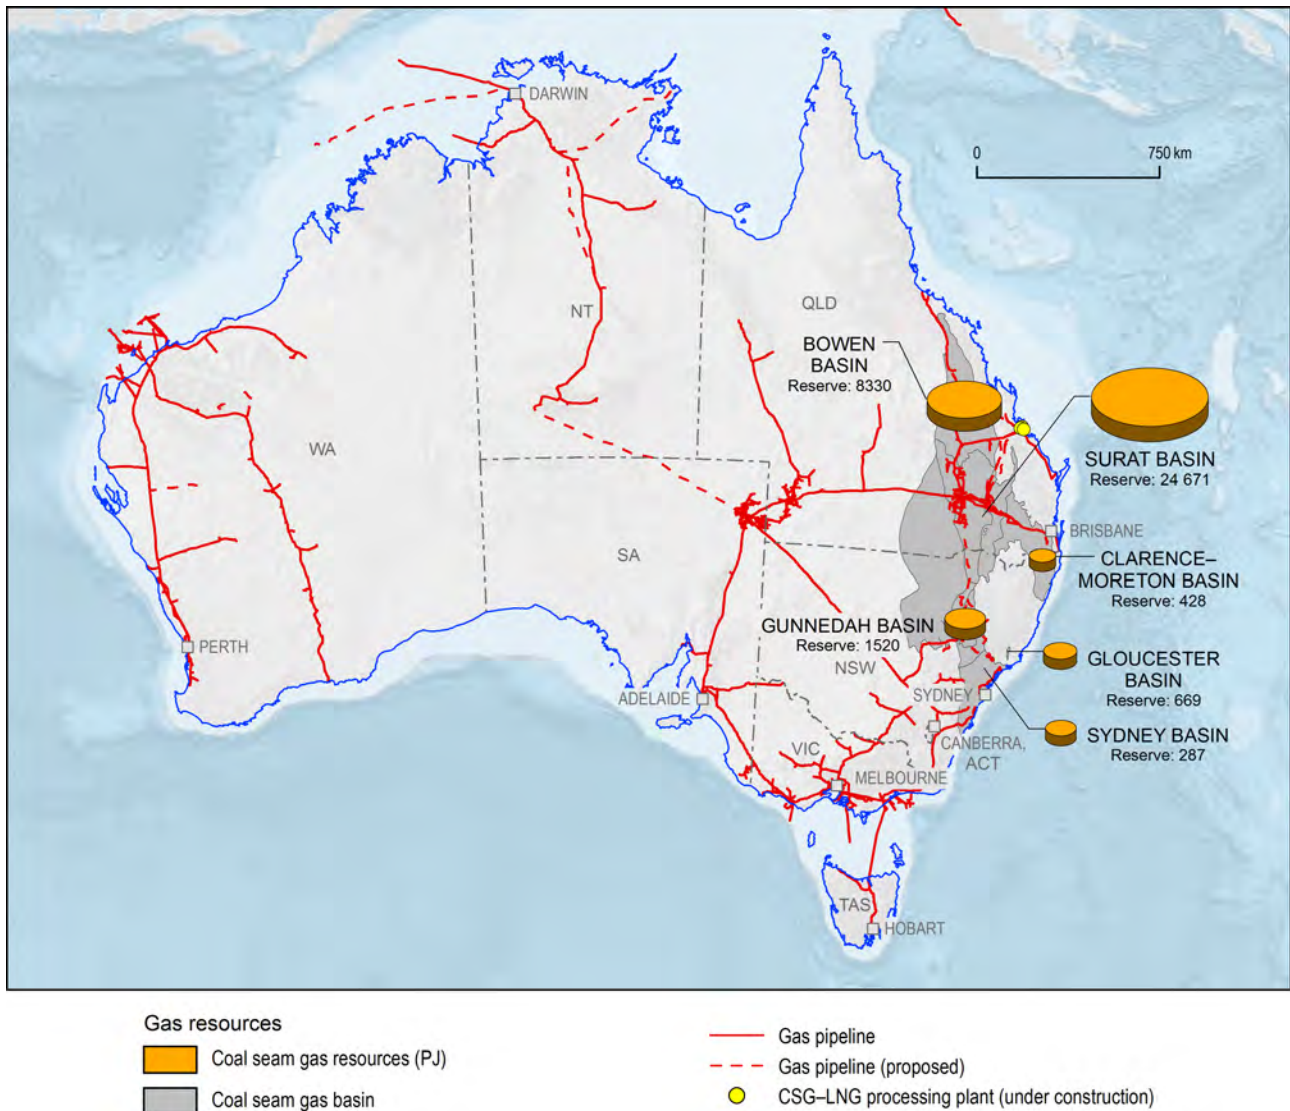 DARWIN
0
750 km
NT
QLD
BOWEN
BASIN
Reserve: 8330
WA
SURAT BASIN
Reserve: 24 671
BRISBANE
SA
CLARENCE–
MORETON BASIN
Reserve: 428
GUNNEDAH BASIN
Reserve: 1520
NSW
PERTH
GLOUCESTER
BASIN
Reserve: 669
ADELAIDE
SYDNEY
SYDNEY BASIN
Reserve: 287
CANBERRA,
ACT
VIC
MELBOURNE
TAS
HOBART
Gas resources
Coal seam gas resources (PJ)
Coal seam gas basin
Gas pipeline
Gas pipeline (proposed)
CSG–LNG processing plant (under construction)